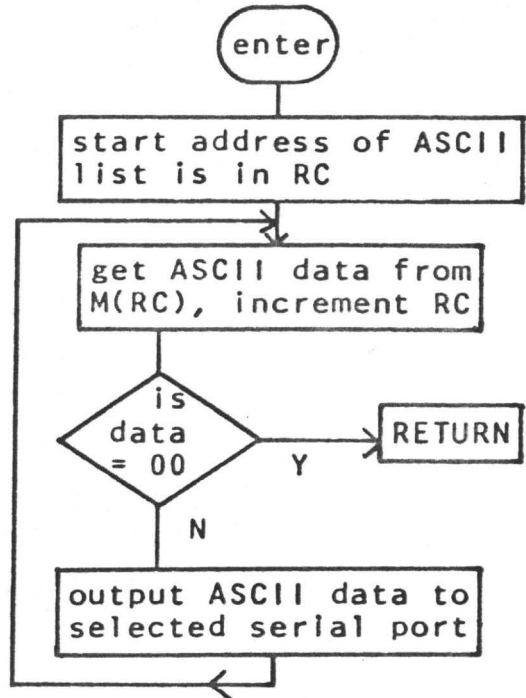 enter
start address of ASCII
list is in RC
get ASCII data from
M(RC), increment RC
is
data
= 00
Y
RETURN
N
output ASCII data to
selected serial port